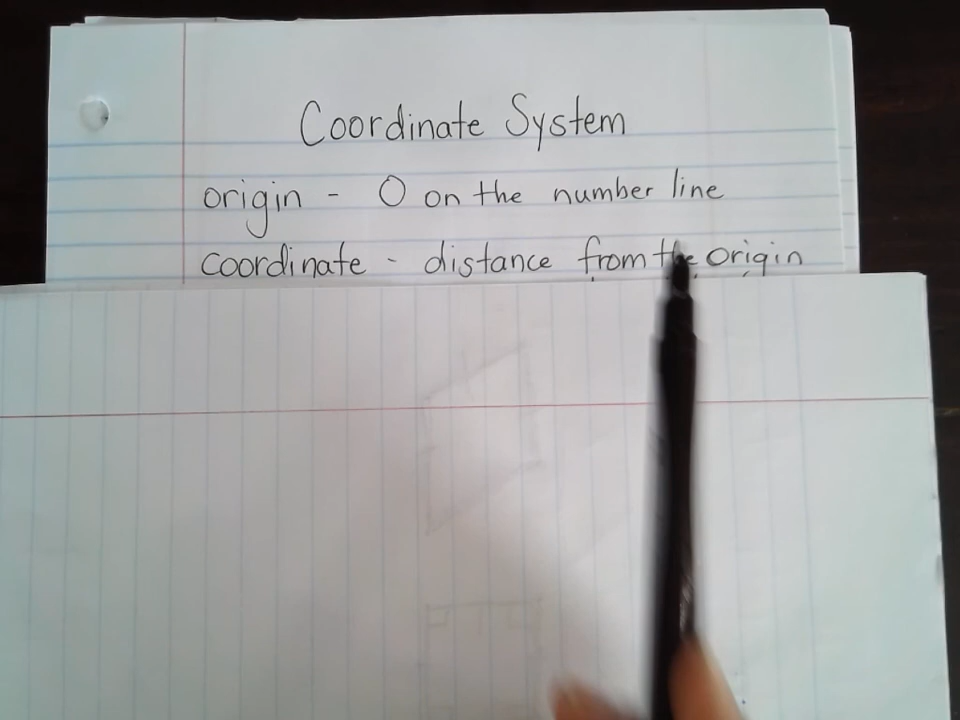 Coordinate System
origin - 0 on the number line
coordinate - distance from the origin